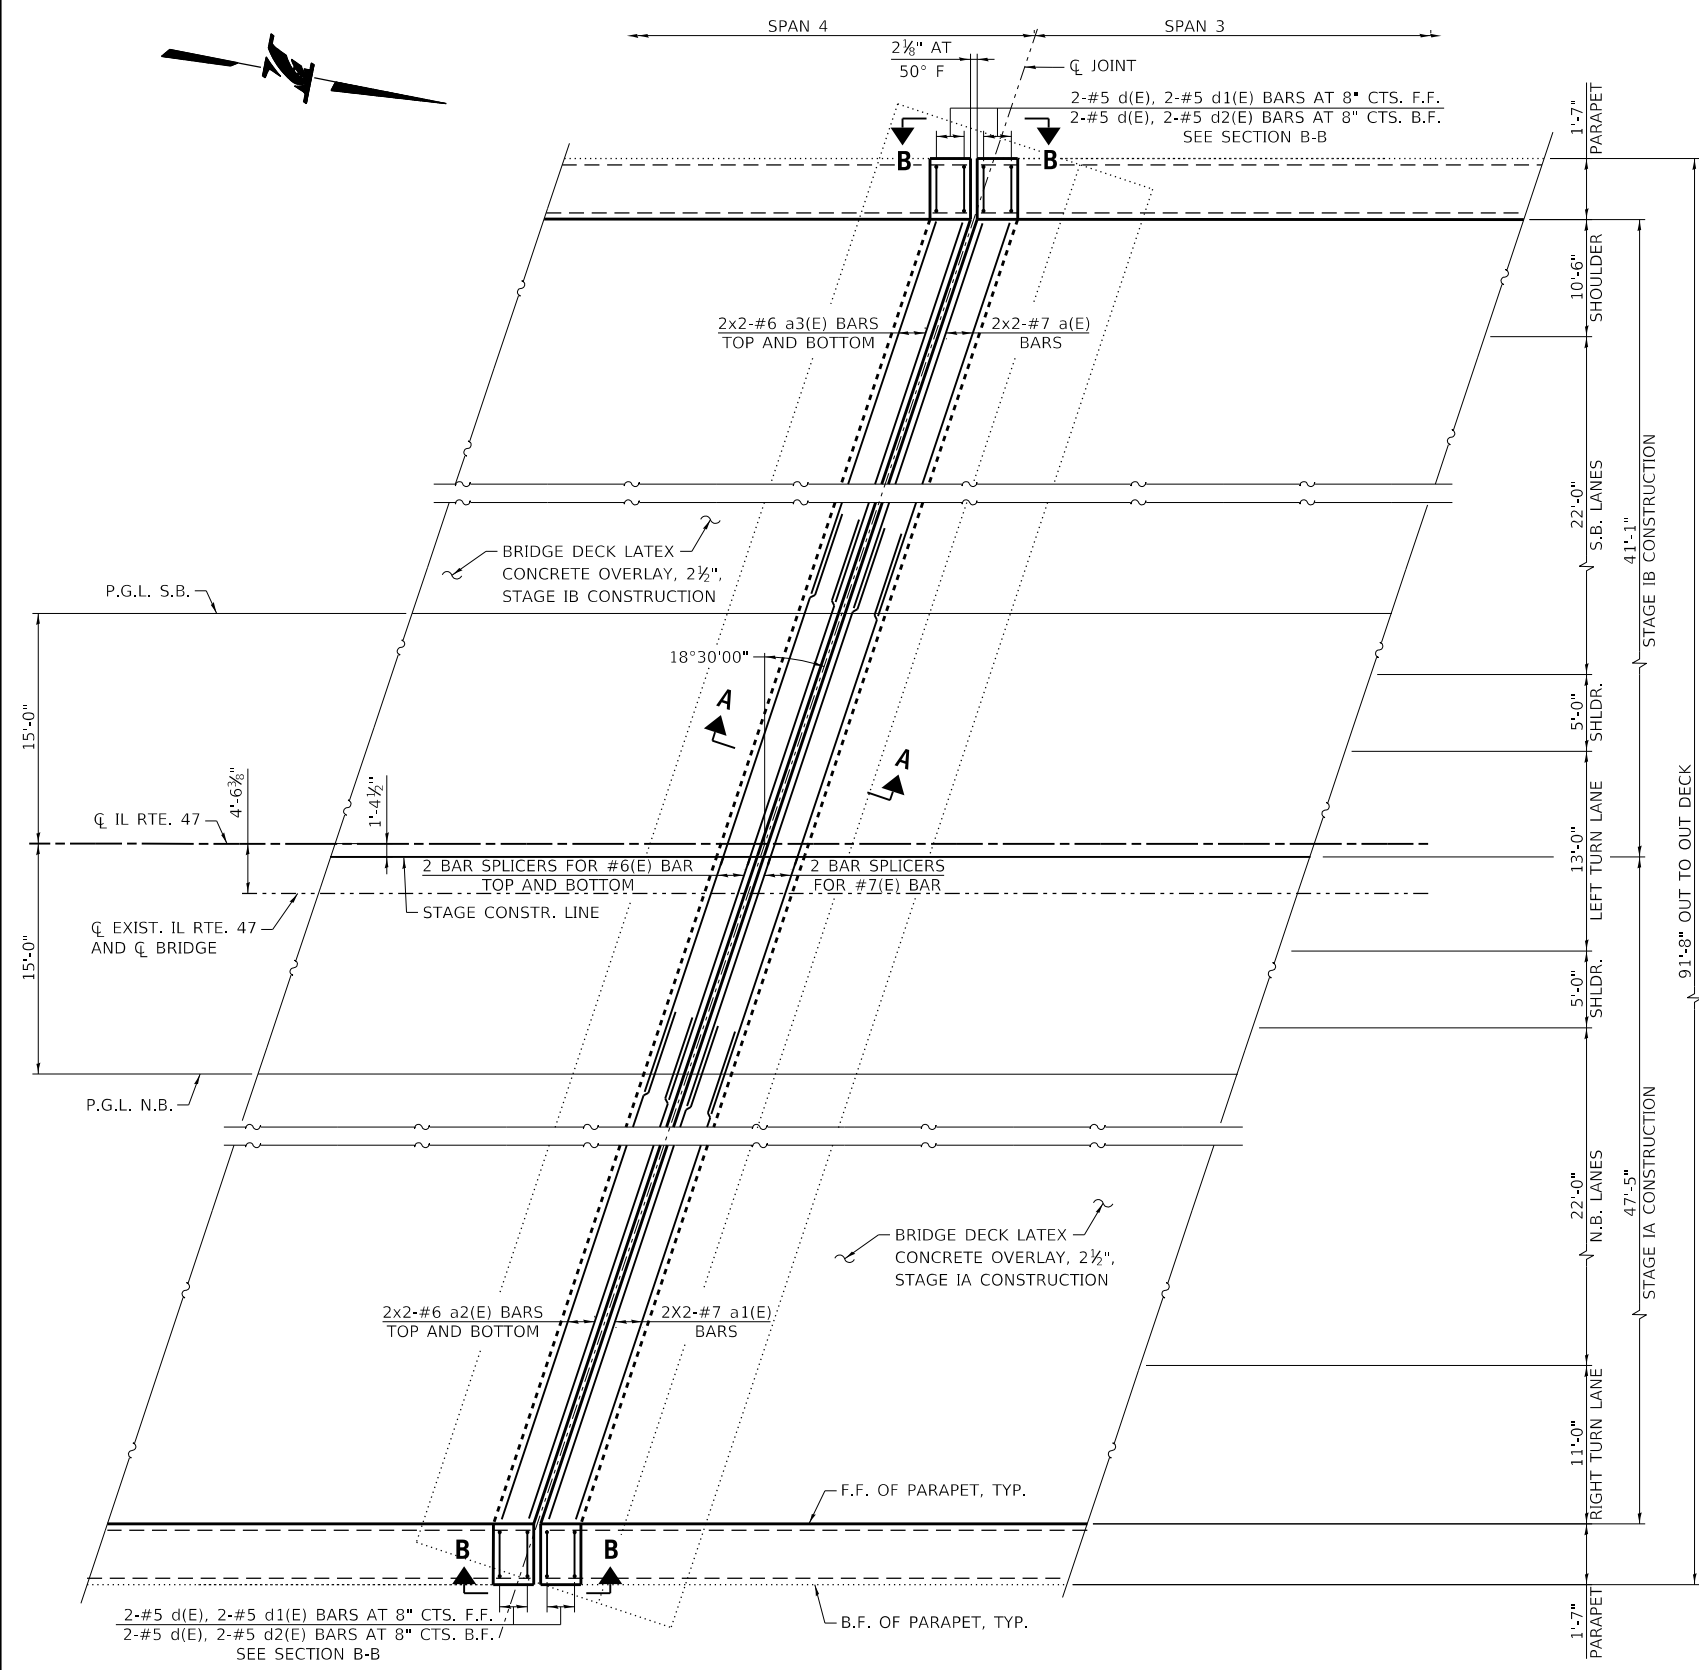 SPAN 4
SPAN 3
2⅛" AT
50° F
℄ JOINT
2-#5 d(E), 2-#5 d1(E) BARS AT 8" CTS. F.F.
2-#5 d(E), 2-#5 d2(E) BARS AT 8" CTS. B.F.
SEE SECTION B-B
1'-7"
PARAPET
B
B
10'-6"
SHOULDER
2x2-#6 a3(E) BARS
TOP AND BOTTOM
2x2-#7 a(E)
BARS
22'-0"
S.B. LANES
41'-1"
STAGE IB CONSTRUCTION
BRIDGE DECK LATEX
CONCRETE OVERLAY, 2½",
STAGE IB CONSTRUCTION
P.G.L. S.B.
18°30'00"
A
A
15'-0"
5'-0"
SHLDR.
4'-6⅜"
1'-4½"
℄ IL RTE. 47
13'-0"
LEFT TURN LANE
91'-8" OUT TO OUT DECK
2 BAR SPLICERS FOR #6(E) BAR
TOP AND BOTTOM
2 BAR SPLICERS
FOR #7(E) BAR
STAGE CONSTR. LINE
℄ EXIST. IL RTE. 47
AND ℄ BRIDGE
15'-0"
5'-0"
SHLDR.
P.G.L. N.B.
22'-0"
N.B. LANES
47'-5"
STAGE IA CONSTRUCTION
BRIDGE DECK LATEX
CONCRETE OVERLAY, 2½",
STAGE IA CONSTRUCTION
2x2-#6 a2(E) BARS
TOP AND BOTTOM
2X2-#7 a1(E)
BARS
11'-0"
RIGHT TURN LANE
F.F. OF PARAPET, TYP.
B
B
2-#5 d(E), 2-#5 d1(E) BARS AT 8" CTS. F.F.
2-#5 d(E), 2-#5 d2(E) BARS AT 8" CTS. B.F.
SEE SECTION B-B
B.F. OF PARAPET, TYP.
1'-7"
PARAPET